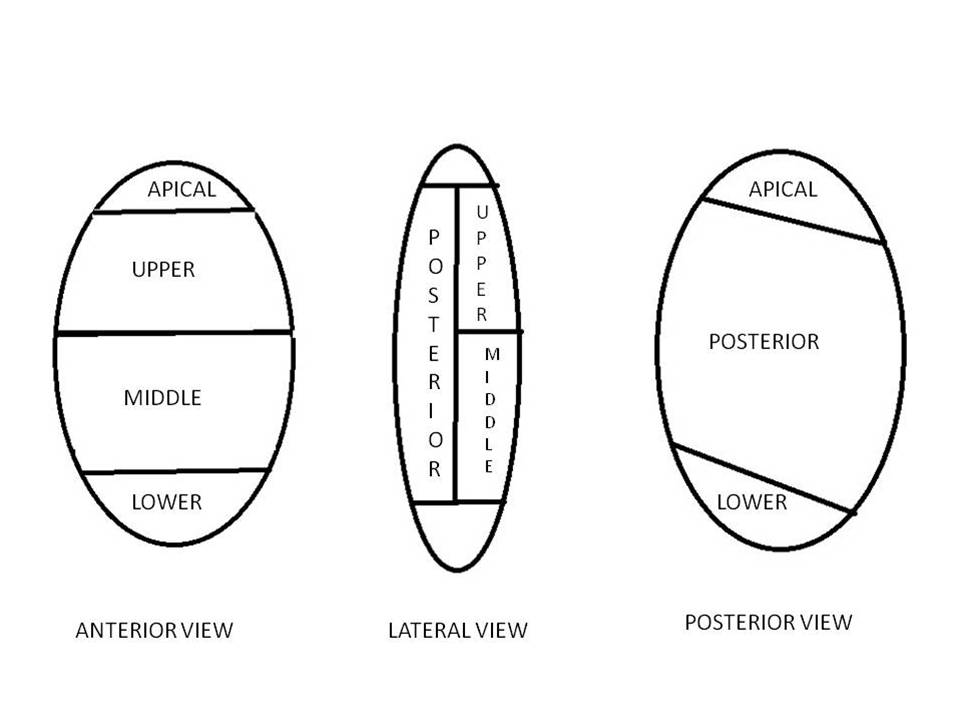 APICAL
UPPER
MIDDLE
LOWER
ANTERIOR VIEW
POSTERIOR
UPPER
MIDDLE
LATERAL VIEW
APICAL
POSTERIOR
LOWER
POSTERIOR VIEW